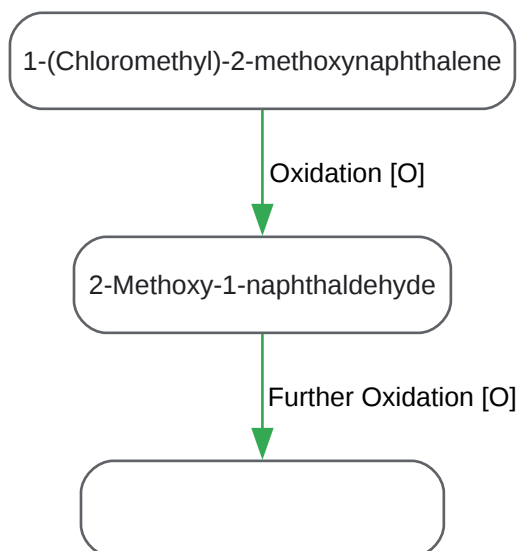 1-(Chloromethyl)-2-methoxynaphthalene
Oxidation [O]
2-Methoxy-1-naphthaldehyde
Further Oxidation [O]